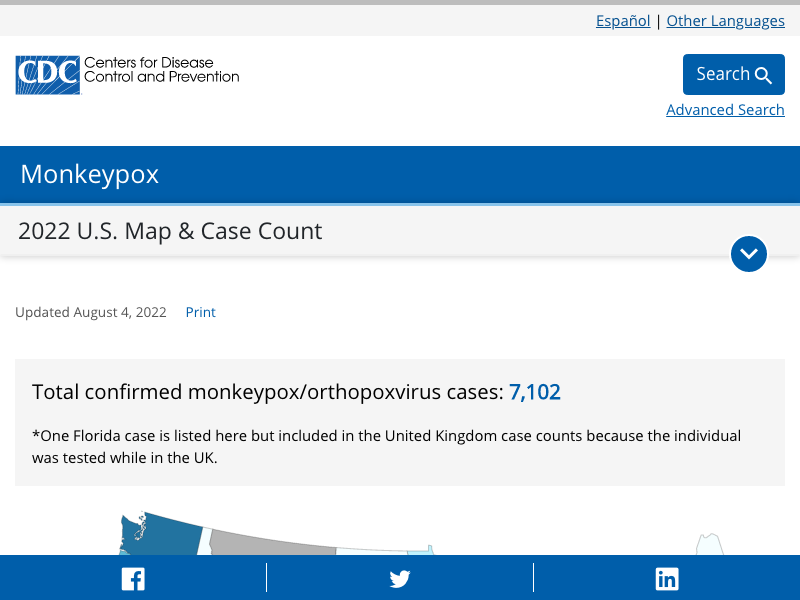 Español | Other Languages
CDC Centers for Disease
Control and Prevention
Search
Advanced Search
Monkeypox
2022 U.S. Map & Case Count
Updated August 4, 2022 Print
Total confirmed monkeypox/orthopoxvirus cases: 7,102
*One Florida case is listed here but included in the United Kingdom case counts because the individual
was tested while in the UK.